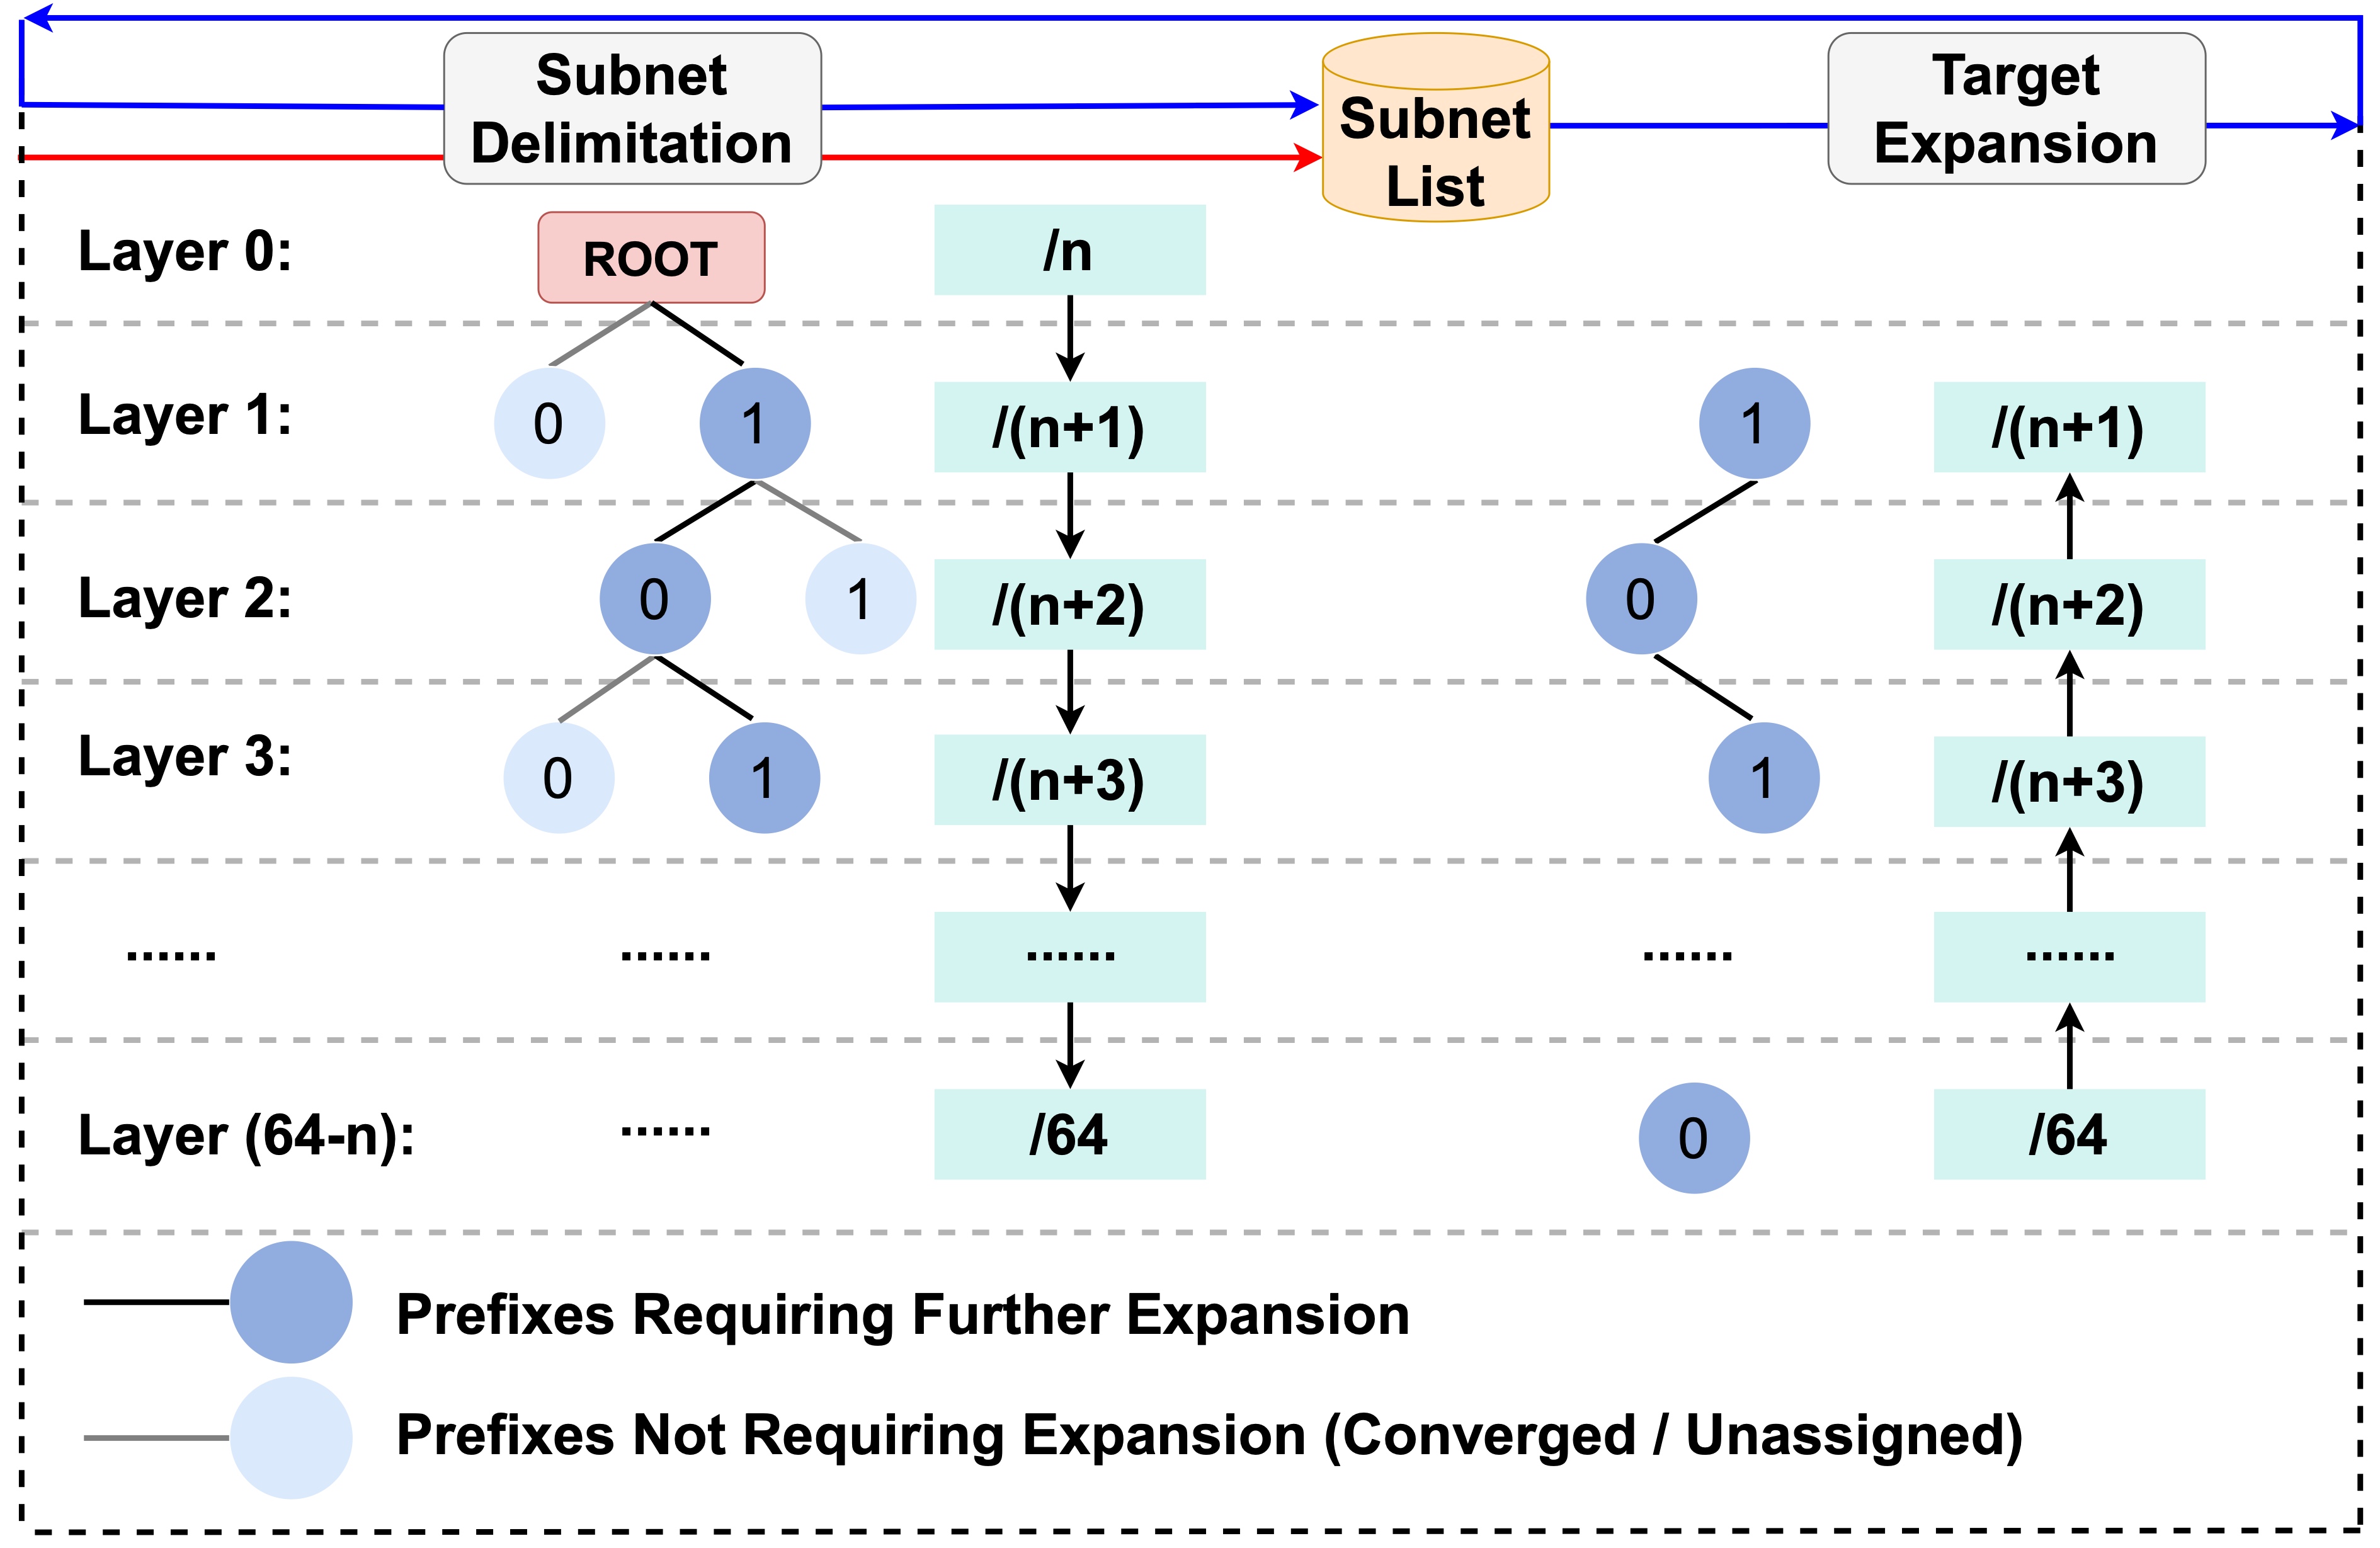 Subnet
Delimitation
Subnet
List
Target
Expansion
Layer 0:
ROOT
/n
Layer 1:
0
1
/(n+1)
1
/(n+1)
Layer 2:
0
1
/(n+2)
0
/(n+2)
Layer 3:
0
1
/(n+3)
1
/(n+3)
......
......
......
......
......
Layer (64-n):
......
/64
0
/64
Prefixes Requiring Further Expansion
Prefixes Not Requiring Expansion (Converged / Unassigned)